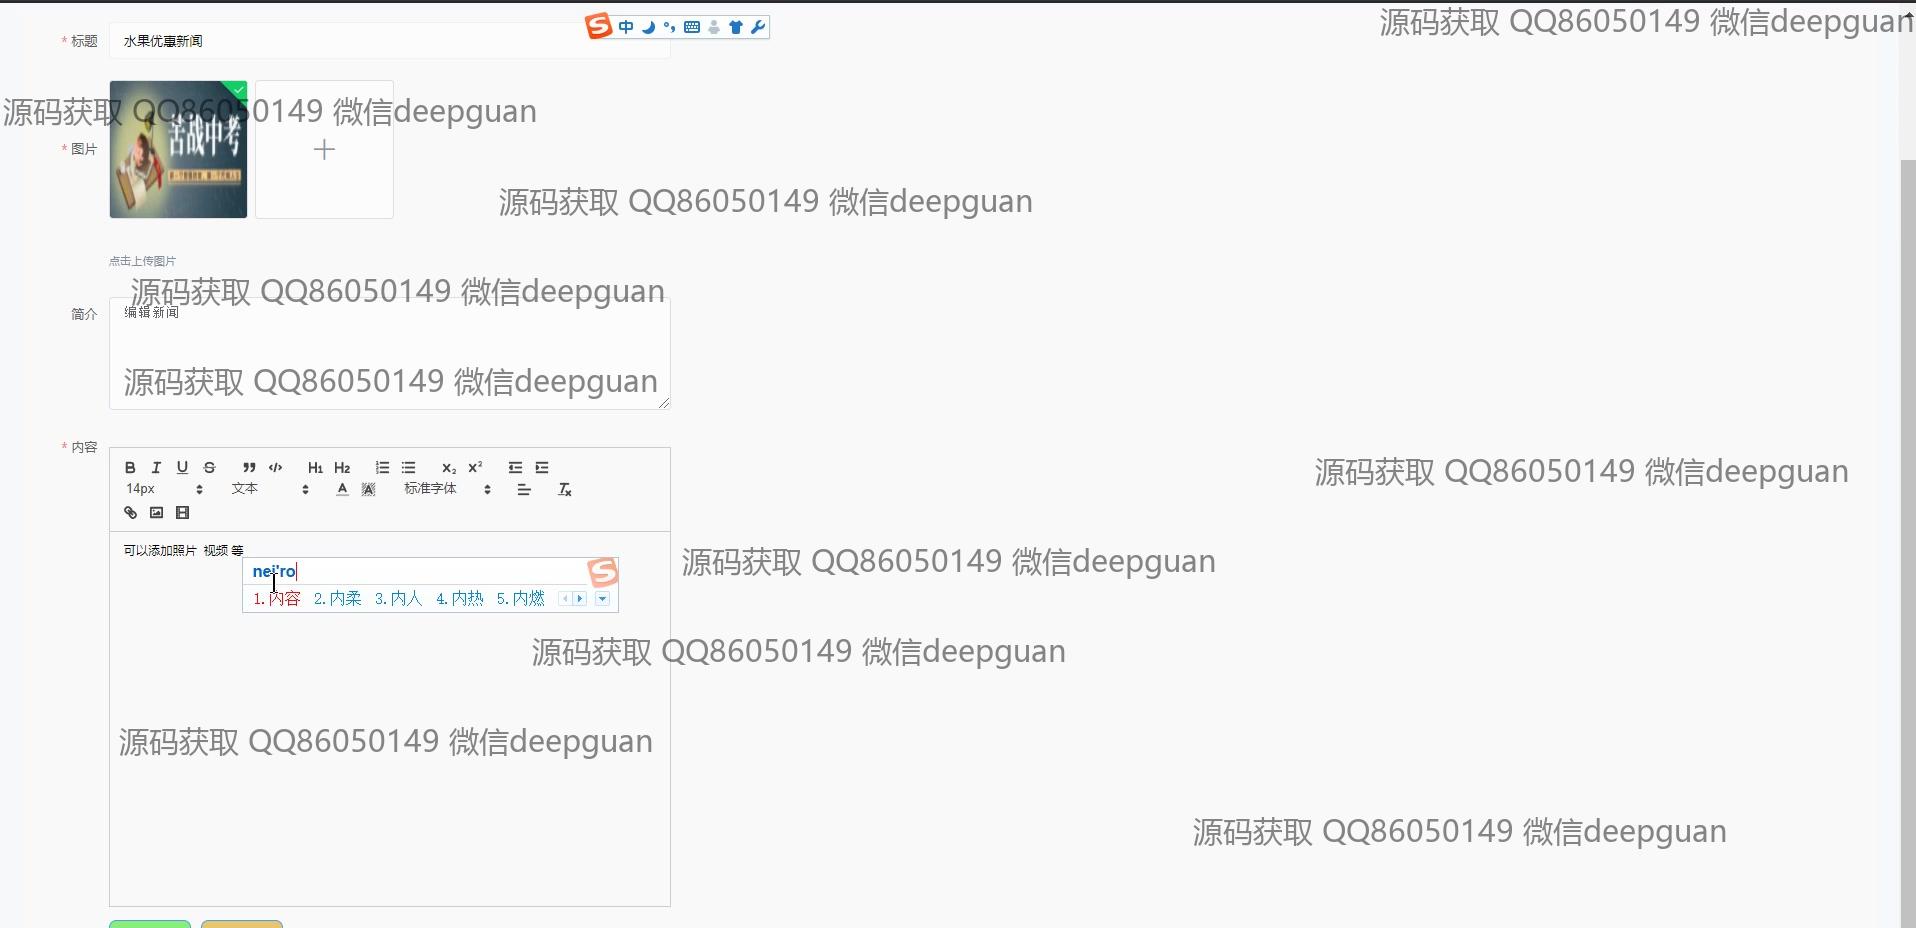 源码获取 QQ86050149 微信deepguan
* 标题
水果优惠新闻
中
源码获取 QQ86050149 微信deepguan
苦战中考
* 图片
源码获取 QQ86050149 微信deepguan
点击上传图片
源码获取 QQ86050149 微信deepguan
简介
编辑新闻
源码获取 QQ86050149 微信deepguan
* 内容
B I U S H1 H2 X2 X2
14px 文本 A A 标准字体 Tx
源码获取 QQ86050149 微信deepguan
可以添加照片 视频 等
源码获取 QQ86050149 微信deepguan
nei'ro
1.内容 2.内柔 3.内人 4.内热 5.内燃
源码获取 QQ86050149 微信deepguan
源码获取 QQ86050149 微信deepguan
源码获取 QQ86050149 微信deepguan